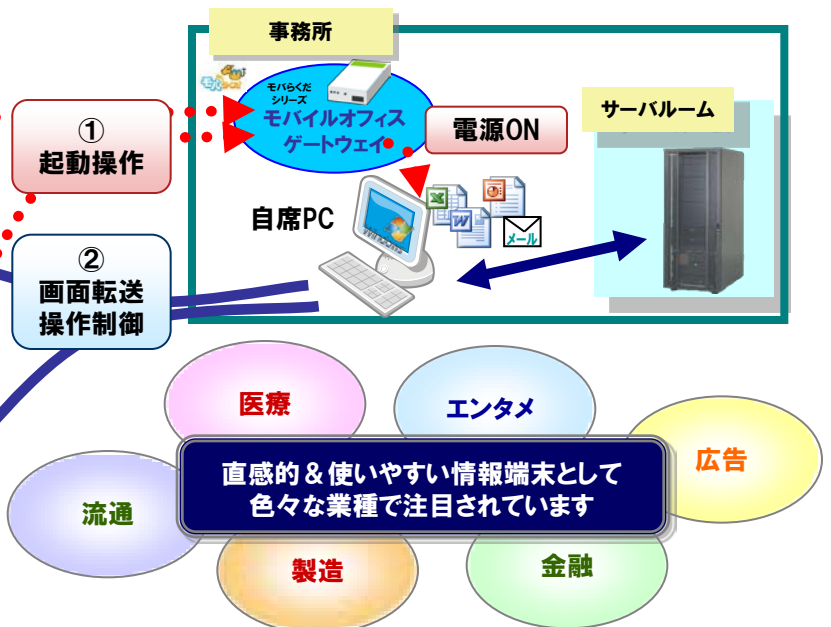 事務所
モバらくだ
シリーズ
モバイルオフィス
ゲートウェイ
サーバルーム
①
起動操作
電源ON
自席PC
Windows
メール
②
画面転送
操作制御
医療
エンタメ
広告
直感的＆使いやすい情報端末として
色々な業種で注目されています
流通
製造
金融